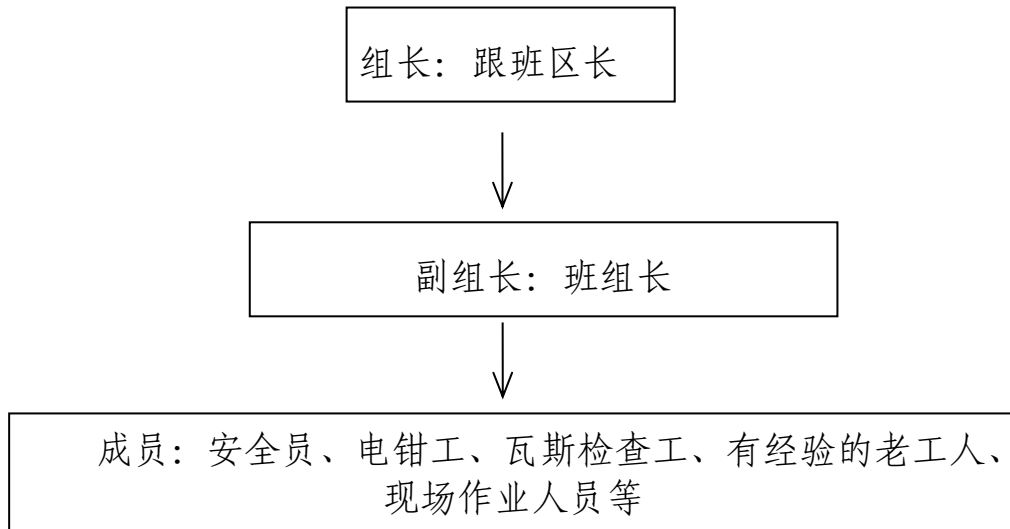 组长：跟班区长
副组长：班组长
成员：安全员、电钳工、瓦斯检查工、有经验的老工人、
现场作业人员等